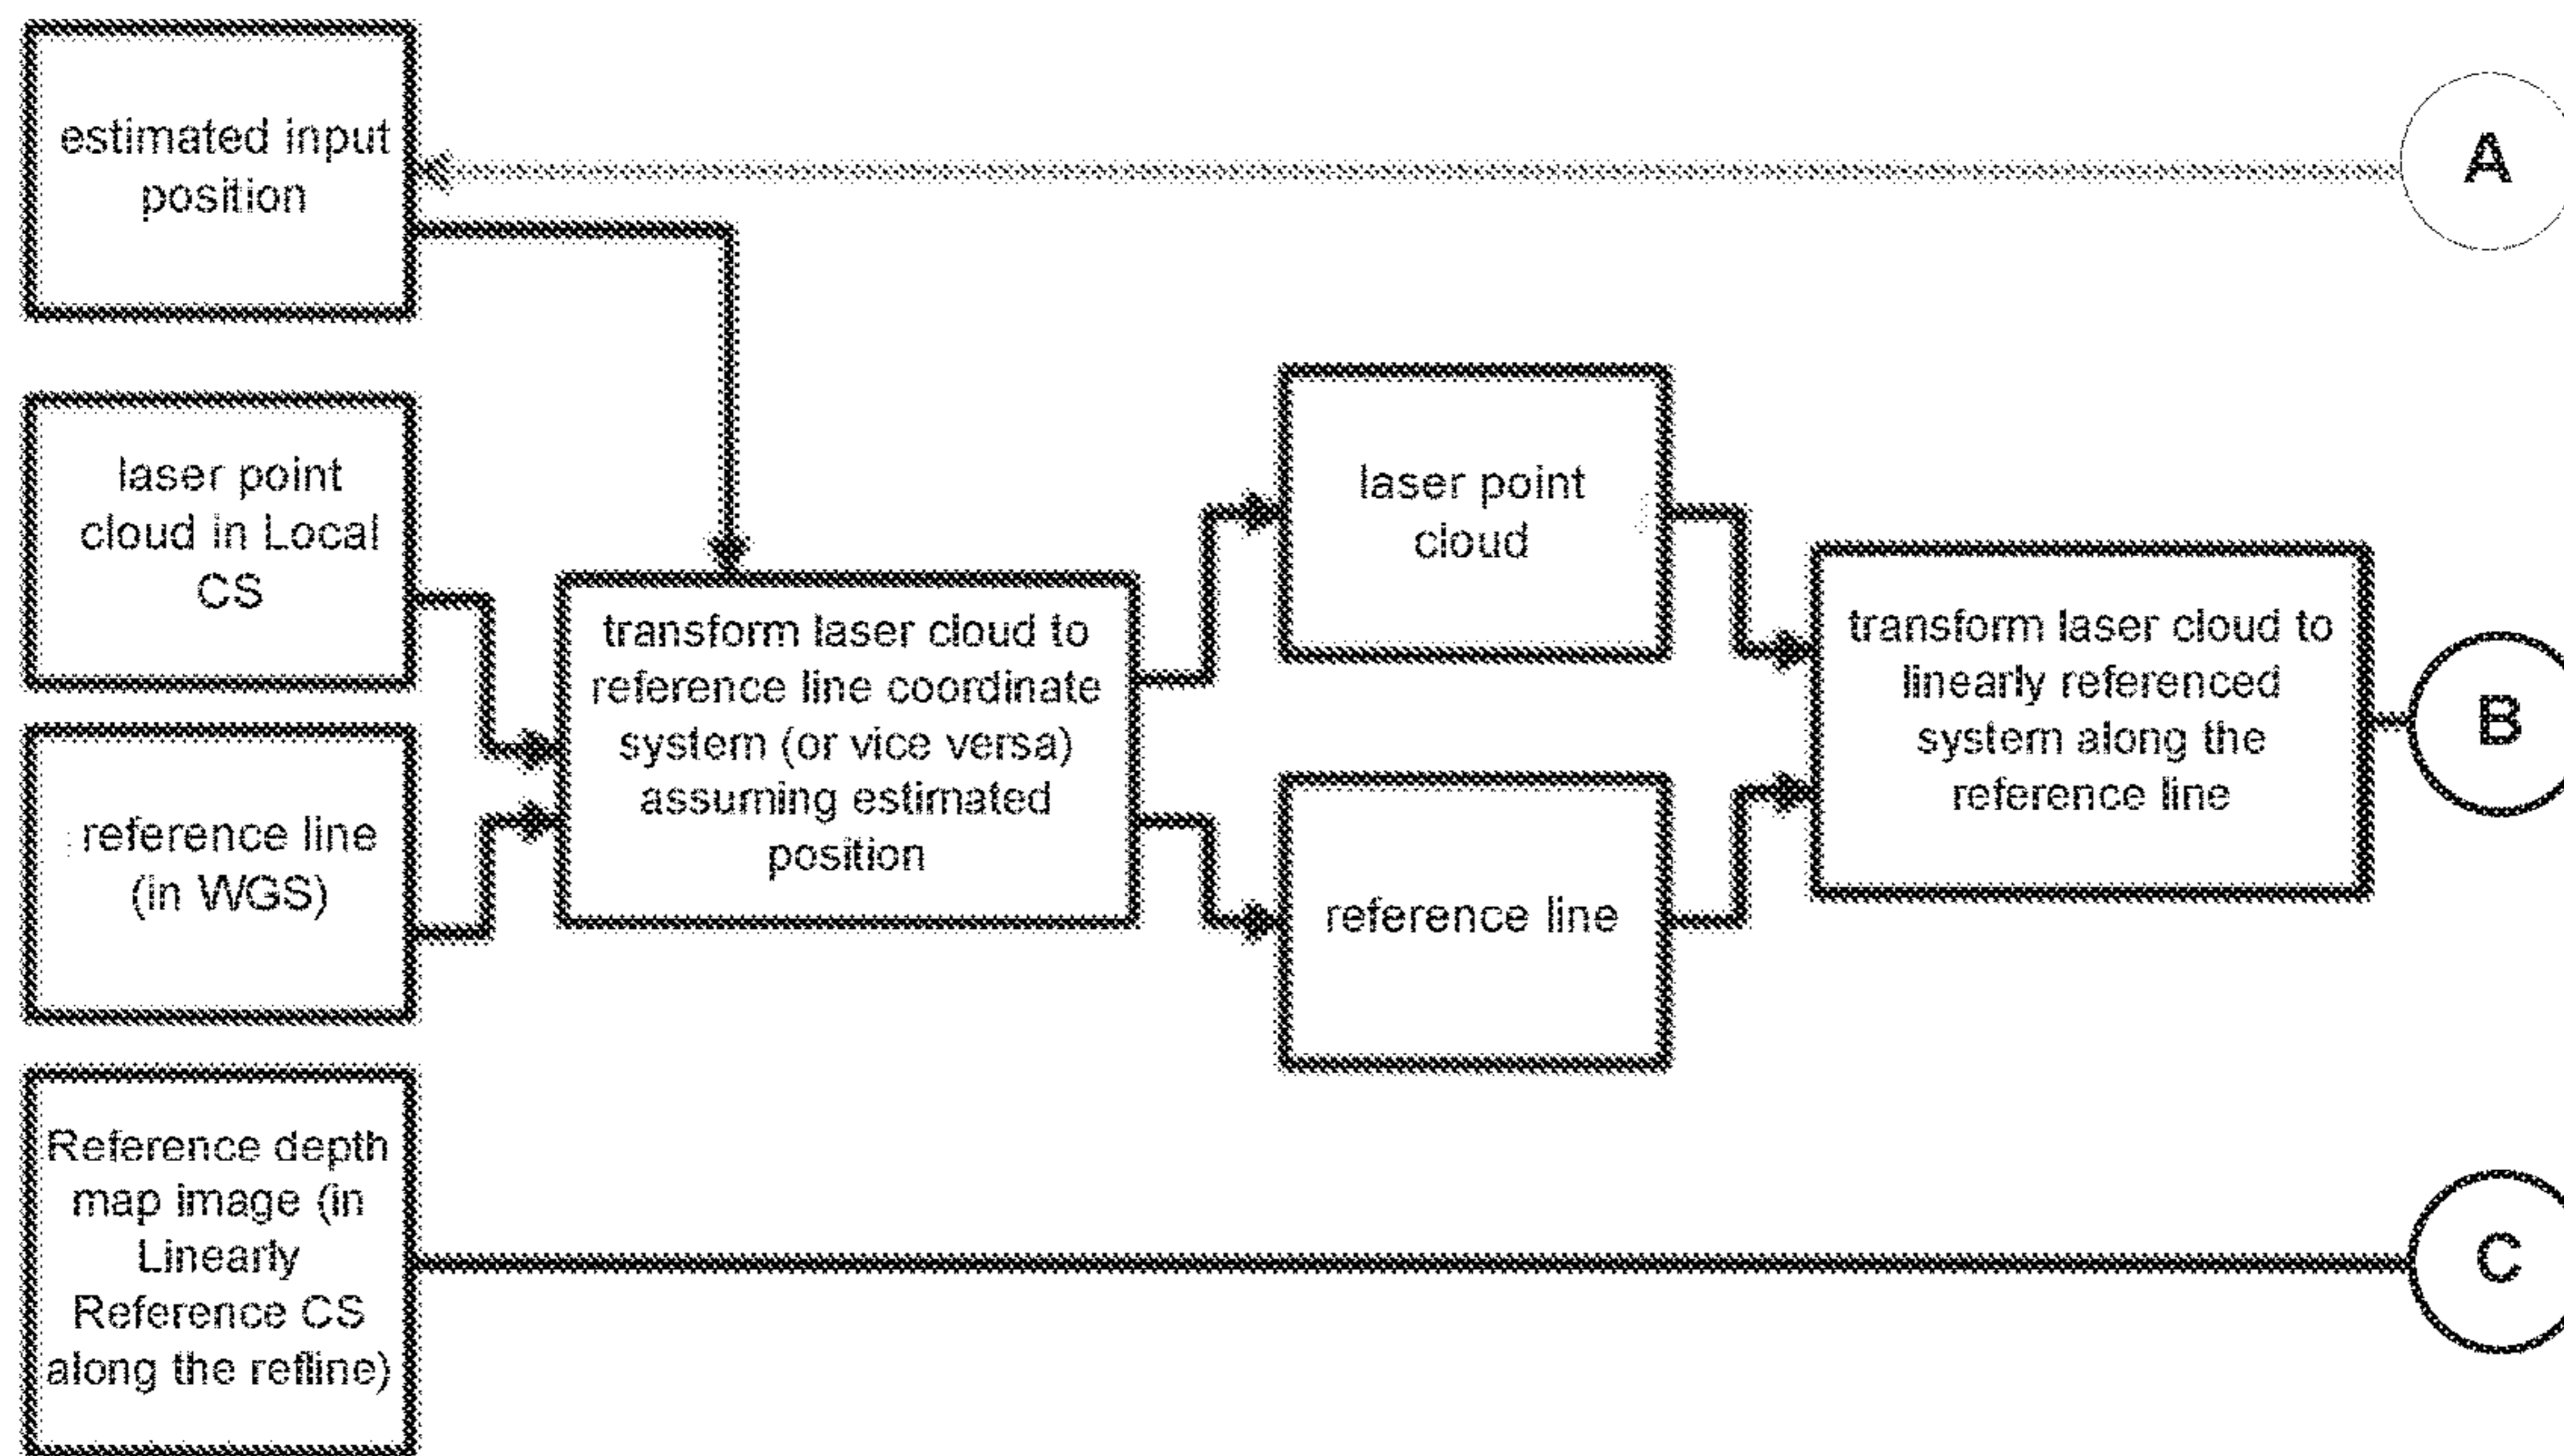 estimated input
position
A
laser point
cloud in Local
CS
reference line
(in WGS)
transform laser cloud to
reference line coordinate
system (or vice versa)
assuming estimated
position
laser point
cloud
reference line
transform laser cloud to
linearly referenced
system along the
reference line
B
Reference depth
map image (in
Linearly
Reference CS
along the refline)
C